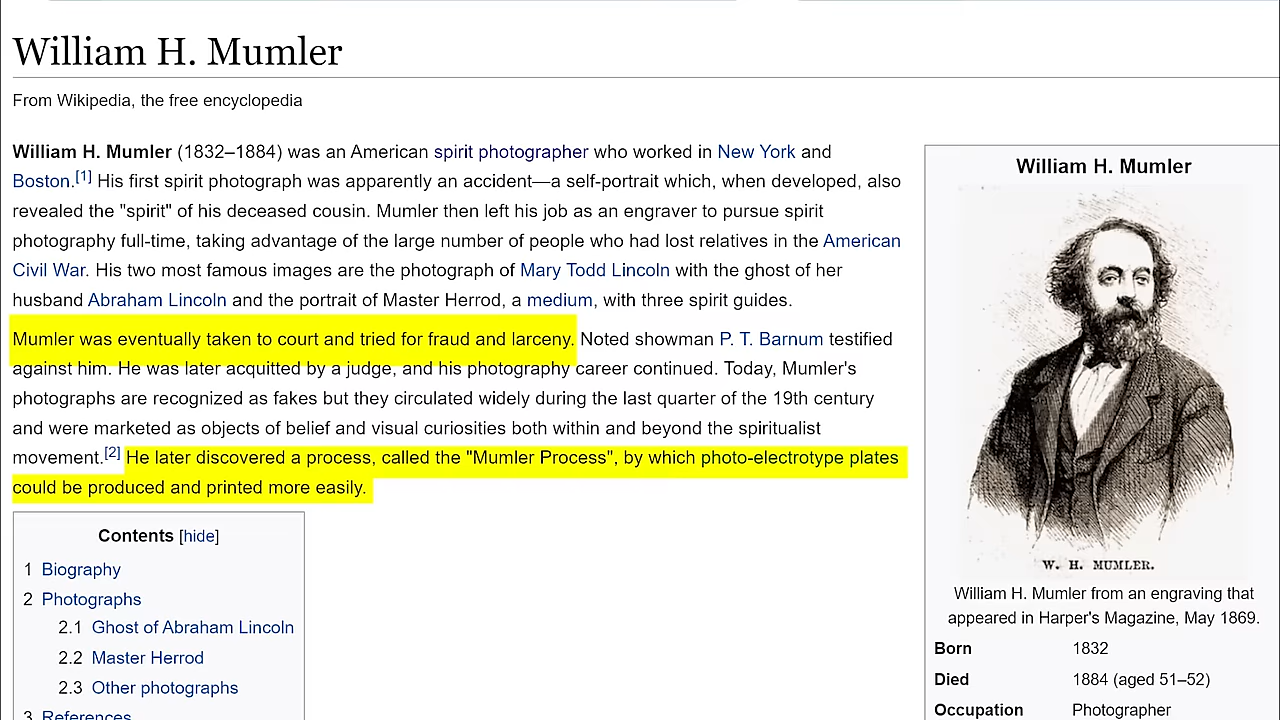 William H. Mumler
From Wikipedia, the free encyclopedia
William H. Mumler (1832–1884) was an American spirit photographer who worked in New York and
Boston.[1] His first spirit photograph was apparently an accident—a self-portrait which, when developed, also
revealed the "spirit" of his deceased cousin. Mumler then left his job as an engraver to pursue spirit
photography full-time, taking advantage of the large number of people who had lost relatives in the American
Civil War. His two most famous images are the photograph of Mary Todd Lincoln with the ghost of her
husband Abraham Lincoln and the portrait of Master Herrod, a medium, with three spirit guides.
Mumler was eventually taken to court and tried for fraud and larceny. Noted showman P. T. Barnum testified
against him. He was later acquitted by a judge, and his photography career continued. Today, Mumler's
photographs are recognized as fakes but they circulated widely during the last quarter of the 19th century
and were marketed as objects of belief and visual curiosities both within and beyond the spiritualist
movement.[2] He later discovered a process, called the "Mumler Process", by which photo-electrotype plates
could be produced and printed more easily.
Contents [hide]
1 Biography
2 Photographs
2.1 Ghost of Abraham Lincoln
2.2 Master Herrod
2.3 Other photographs
3 References
William H. Mumler
W. H. MUMLER.
William H. Mumler from an engraving that
appeared in Harper's Magazine, May 1869.
Born 1832
Died 1884 (aged 51–52)
Occupation Photographer